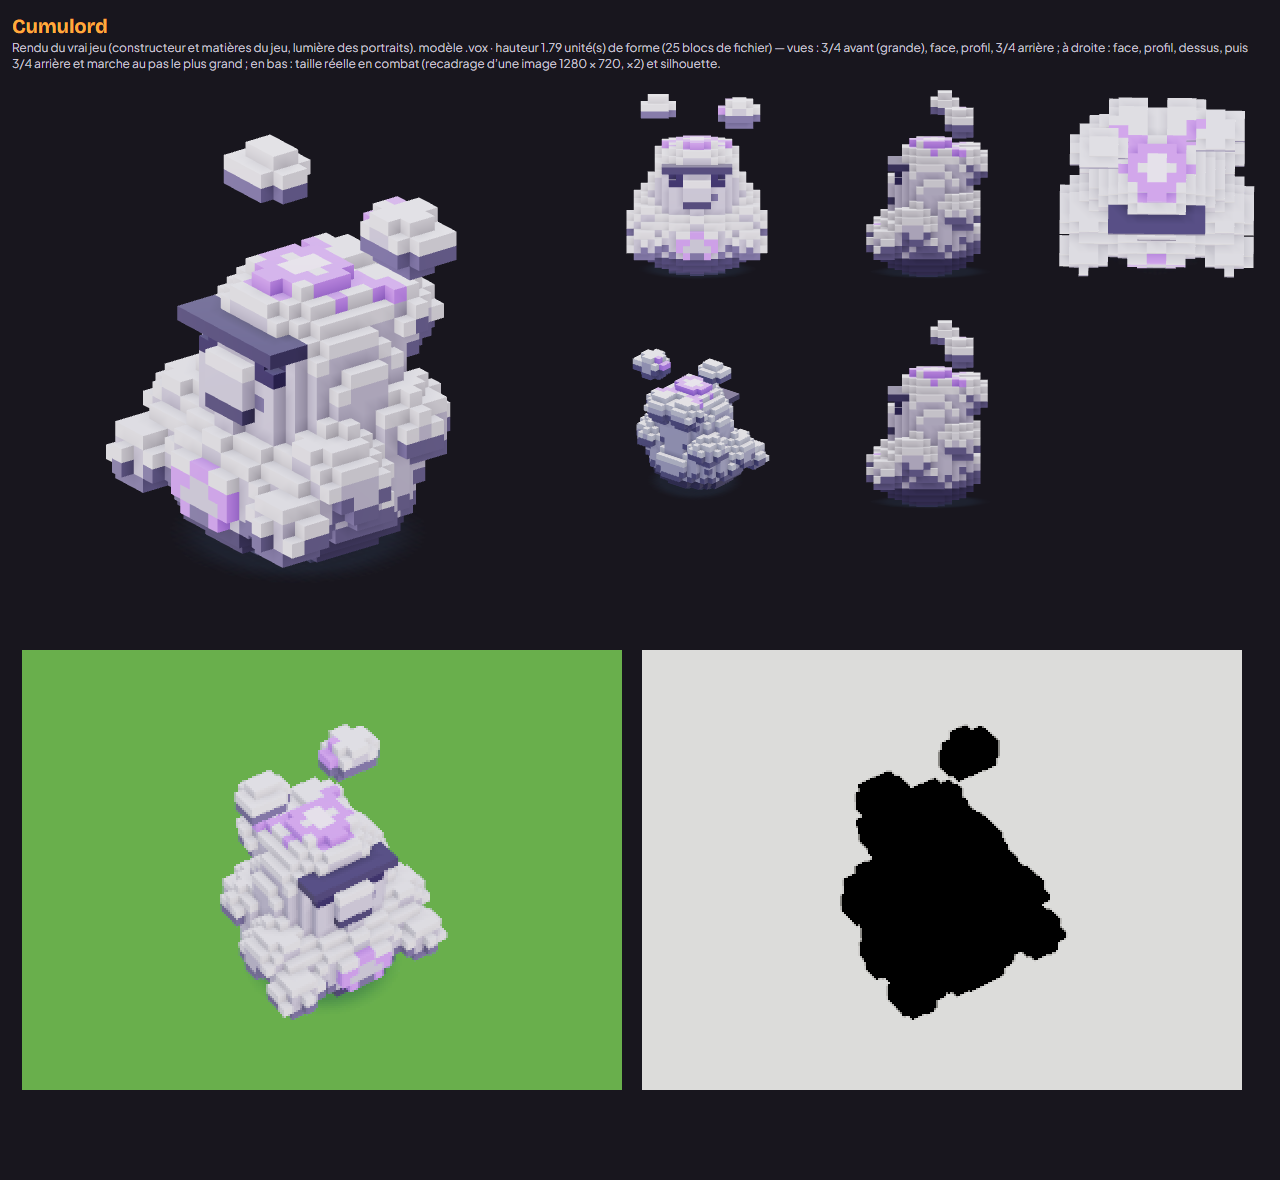 Cumulord
Rendu du vrai jeu (constructeur et matières du jeu, lumière des portraits). modèle .vox · hauteur 1.79 unité(s) de forme (25 blocs de fichier) — vues : 3/4 avant (grande), face, profil, 3/4 arrière ; à droite : face, profil, dessus, puis
3/4 arrière et marche au pas le plus grand ; en bas : taille réelle en combat (recadrage d'une image 1280 × 720, ×2) et silhouette.